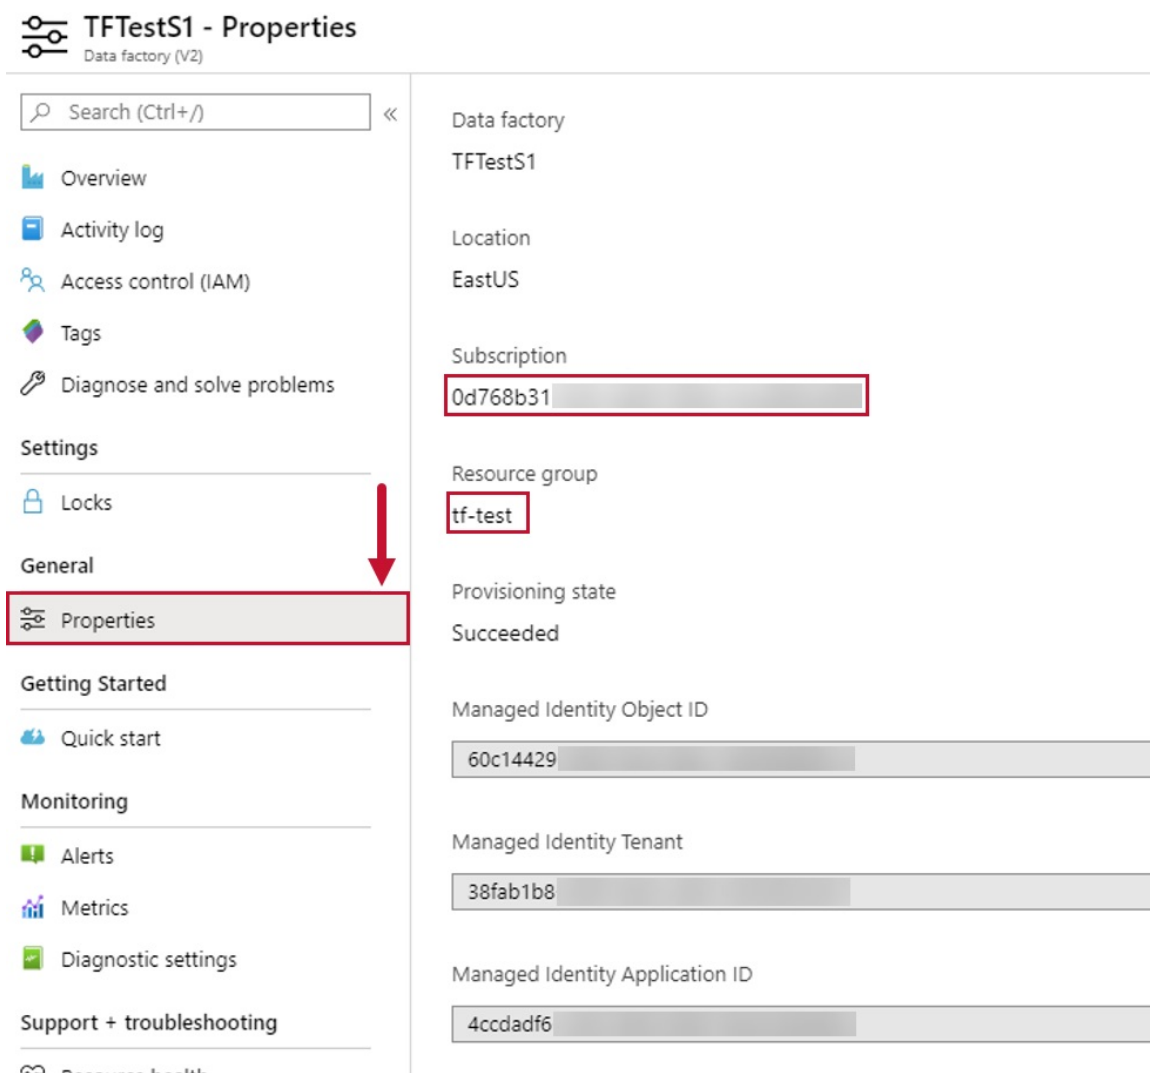 TFTestS1 - Properties
Data factory (V2)
Search (Ctrl+/)
«
Overview
Activity log
Access control (IAM)
Tags
Diagnose and solve problems
Settings
Locks
General
Properties
Getting Started
Quick start
Monitoring
Alerts
Metrics
Diagnostic settings
Support + troubleshooting
Data factory
TFTestS1
Location
EastUS
Subscription
0d768b31
Resource group
tf-test
Provisioning state
Succeeded
Managed Identity Object ID
60c14429
Managed Identity Tenant
38fab1b8
Managed Identity Application ID
4ccdadf6